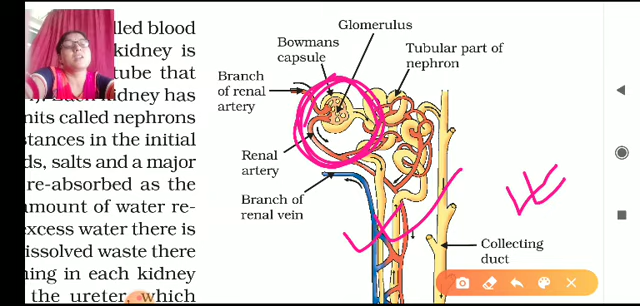 lled blood
kidney is
tube that
kidney has
nits called nephrons
stances in the initial
ds, salts and a major
re-absorbed as the
amount of water re-
excess water there is
issolved waste there
ning in each kidney
the ureter, which
Glomerulus
Bowmans
capsule
Tubular part of
nephron
Branch
of renal
artery
Renal
artery
Branch of
renal vein
Collecting
duct